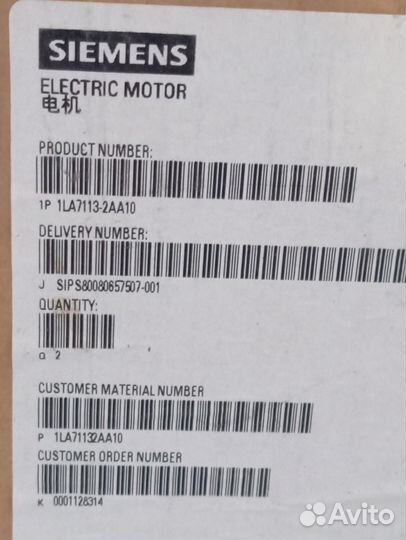 SIEMENS
ELECTRIC MOTOR
电机
PRODUCT NUMBER:
1P 1LA7113-2AA10
DELIVERY NUMBER:
J SIPS80080657507-001
QUANTITY:
Q 2
CUSTOMER MATERIAL NUMBER
P 1LA71132AA10
CUSTOMER ORDER NUMBER
K 0001128314
Avito